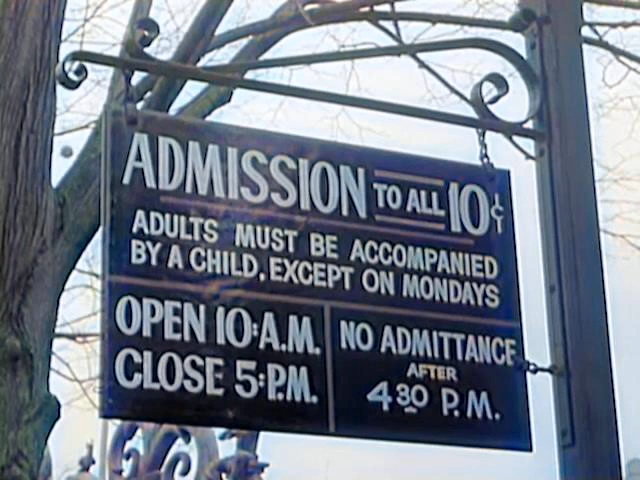 ADMISSION TO ALL 10¢
ADULTS MUST BE ACCOMPANIED
BY A CHILD, EXCEPT ON MONDAYS
OPEN 10:A.M.
CLOSE 5:P.M.
NO ADMITTANCE
AFTER
4 30 P.M.